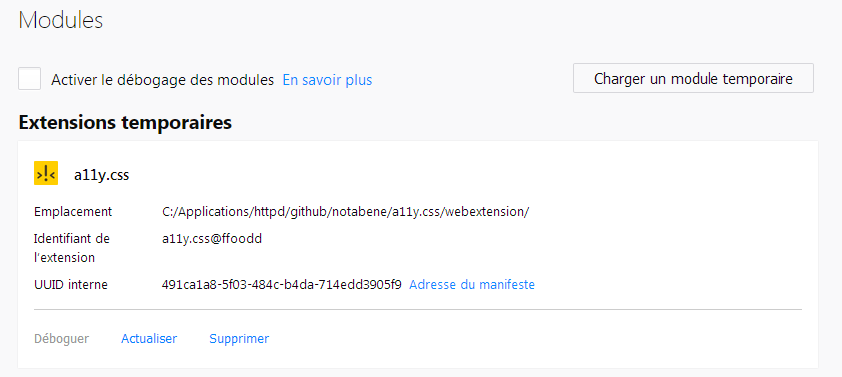 Modules
Activer le débogage des modules En savoir plus
Charger un module temporaire
Extensions temporaires
a11y.css
Emplacement C:/Applications/httpd/github/notabene/a11y.css/webextension/
Identifiant de l'extension a11y.css@ffoodd
UUID interne 491ca1a8-5f03-484c-b4da-714edd3905f9 Adresse du manifeste
Déboguer Actualiser Supprimer